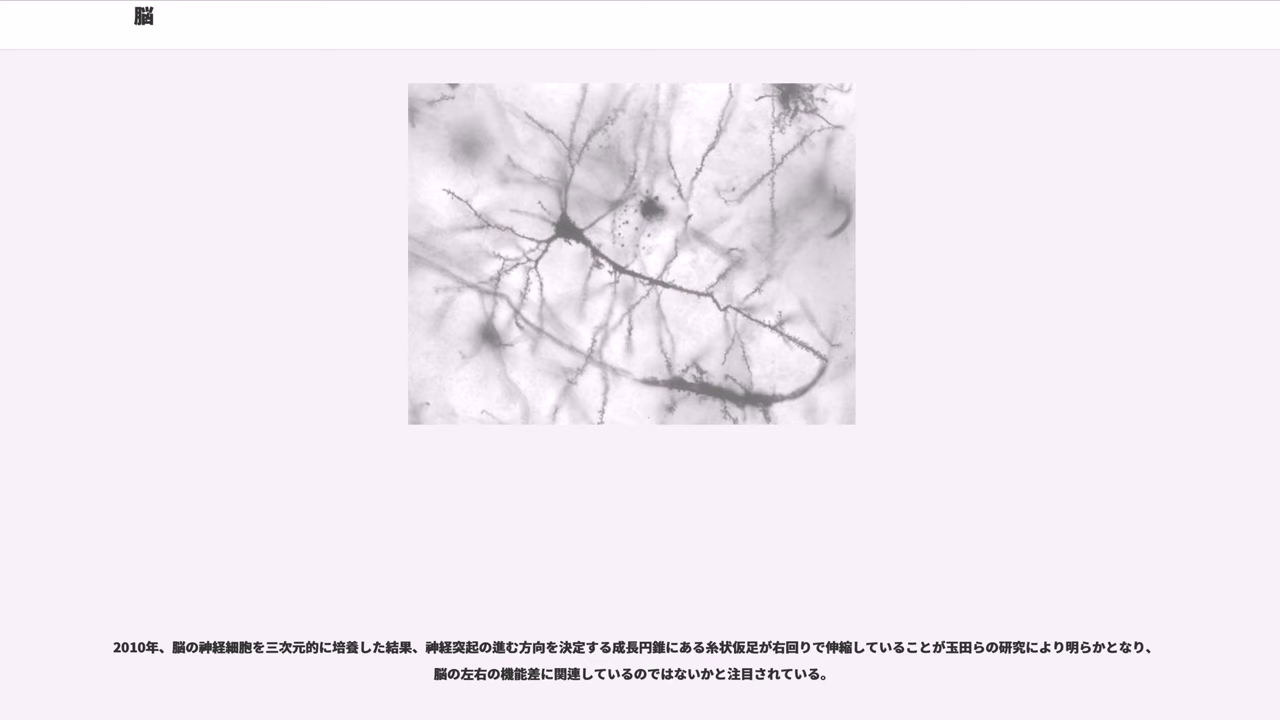 脳
2010年、脳の神経細胞を三次元的に培養した結果、神経突起の進む方向を決定する成長円錐にある糸状仮足が右回りで伸縮していることが玉田らの研究により明らかとなり、
脳の左右の機能差に関連しているのではないかと注目されている。